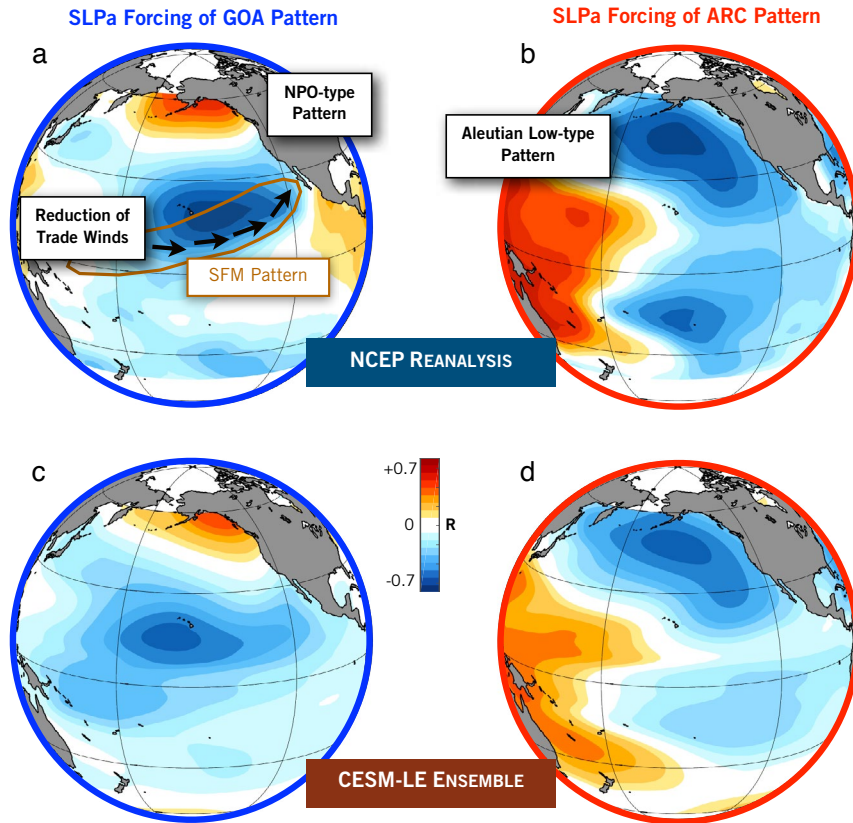 SLPa Forcing of GOA Pattern
SLPa Forcing of ARC Pattern
a
b
NPO-type
Pattern
Aleutian Low-type
Pattern
Reduction of
Trade Winds
SFM Pattern
NCEP REANALYSIS
c
d
+0.7
0
R
-0.7
CESM-LE ENSEMBLE